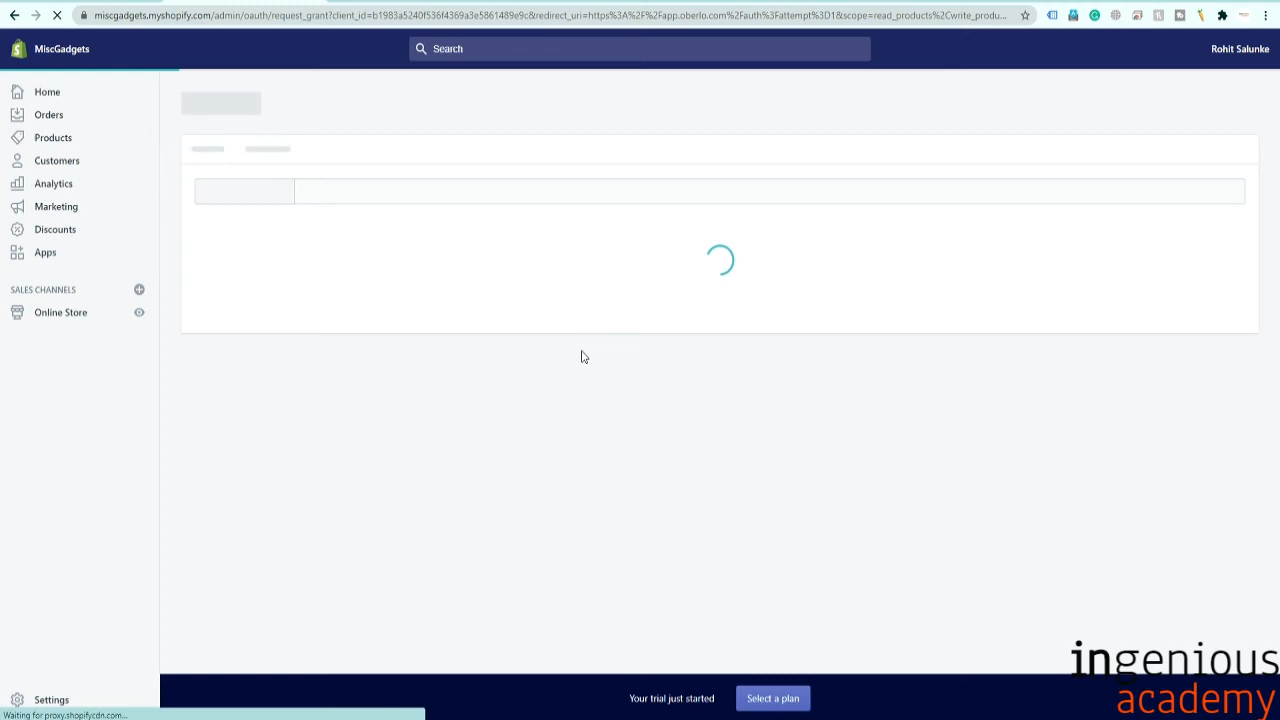 miscgadgets.myshopify.com/admin/oauth/request_grant?client_id=b1983a5240f536f4369a3e5861489e9c&redirect_uri=https%3A%2F%2Fapp.oberlo.com%2Fauth%3Fattempt%3D1&scope=read_products%2Cwrite_produ...
MiscGadgets
Search
Rohit Salunke
Home
Orders
Products
Customers
Analytics
Marketing
Discounts
Apps
SALES CHANNELS
Online Store
Settings
Your trial just started
Select a plan
Waiting for proxy.shopifycdn.com...
ingenious
academy